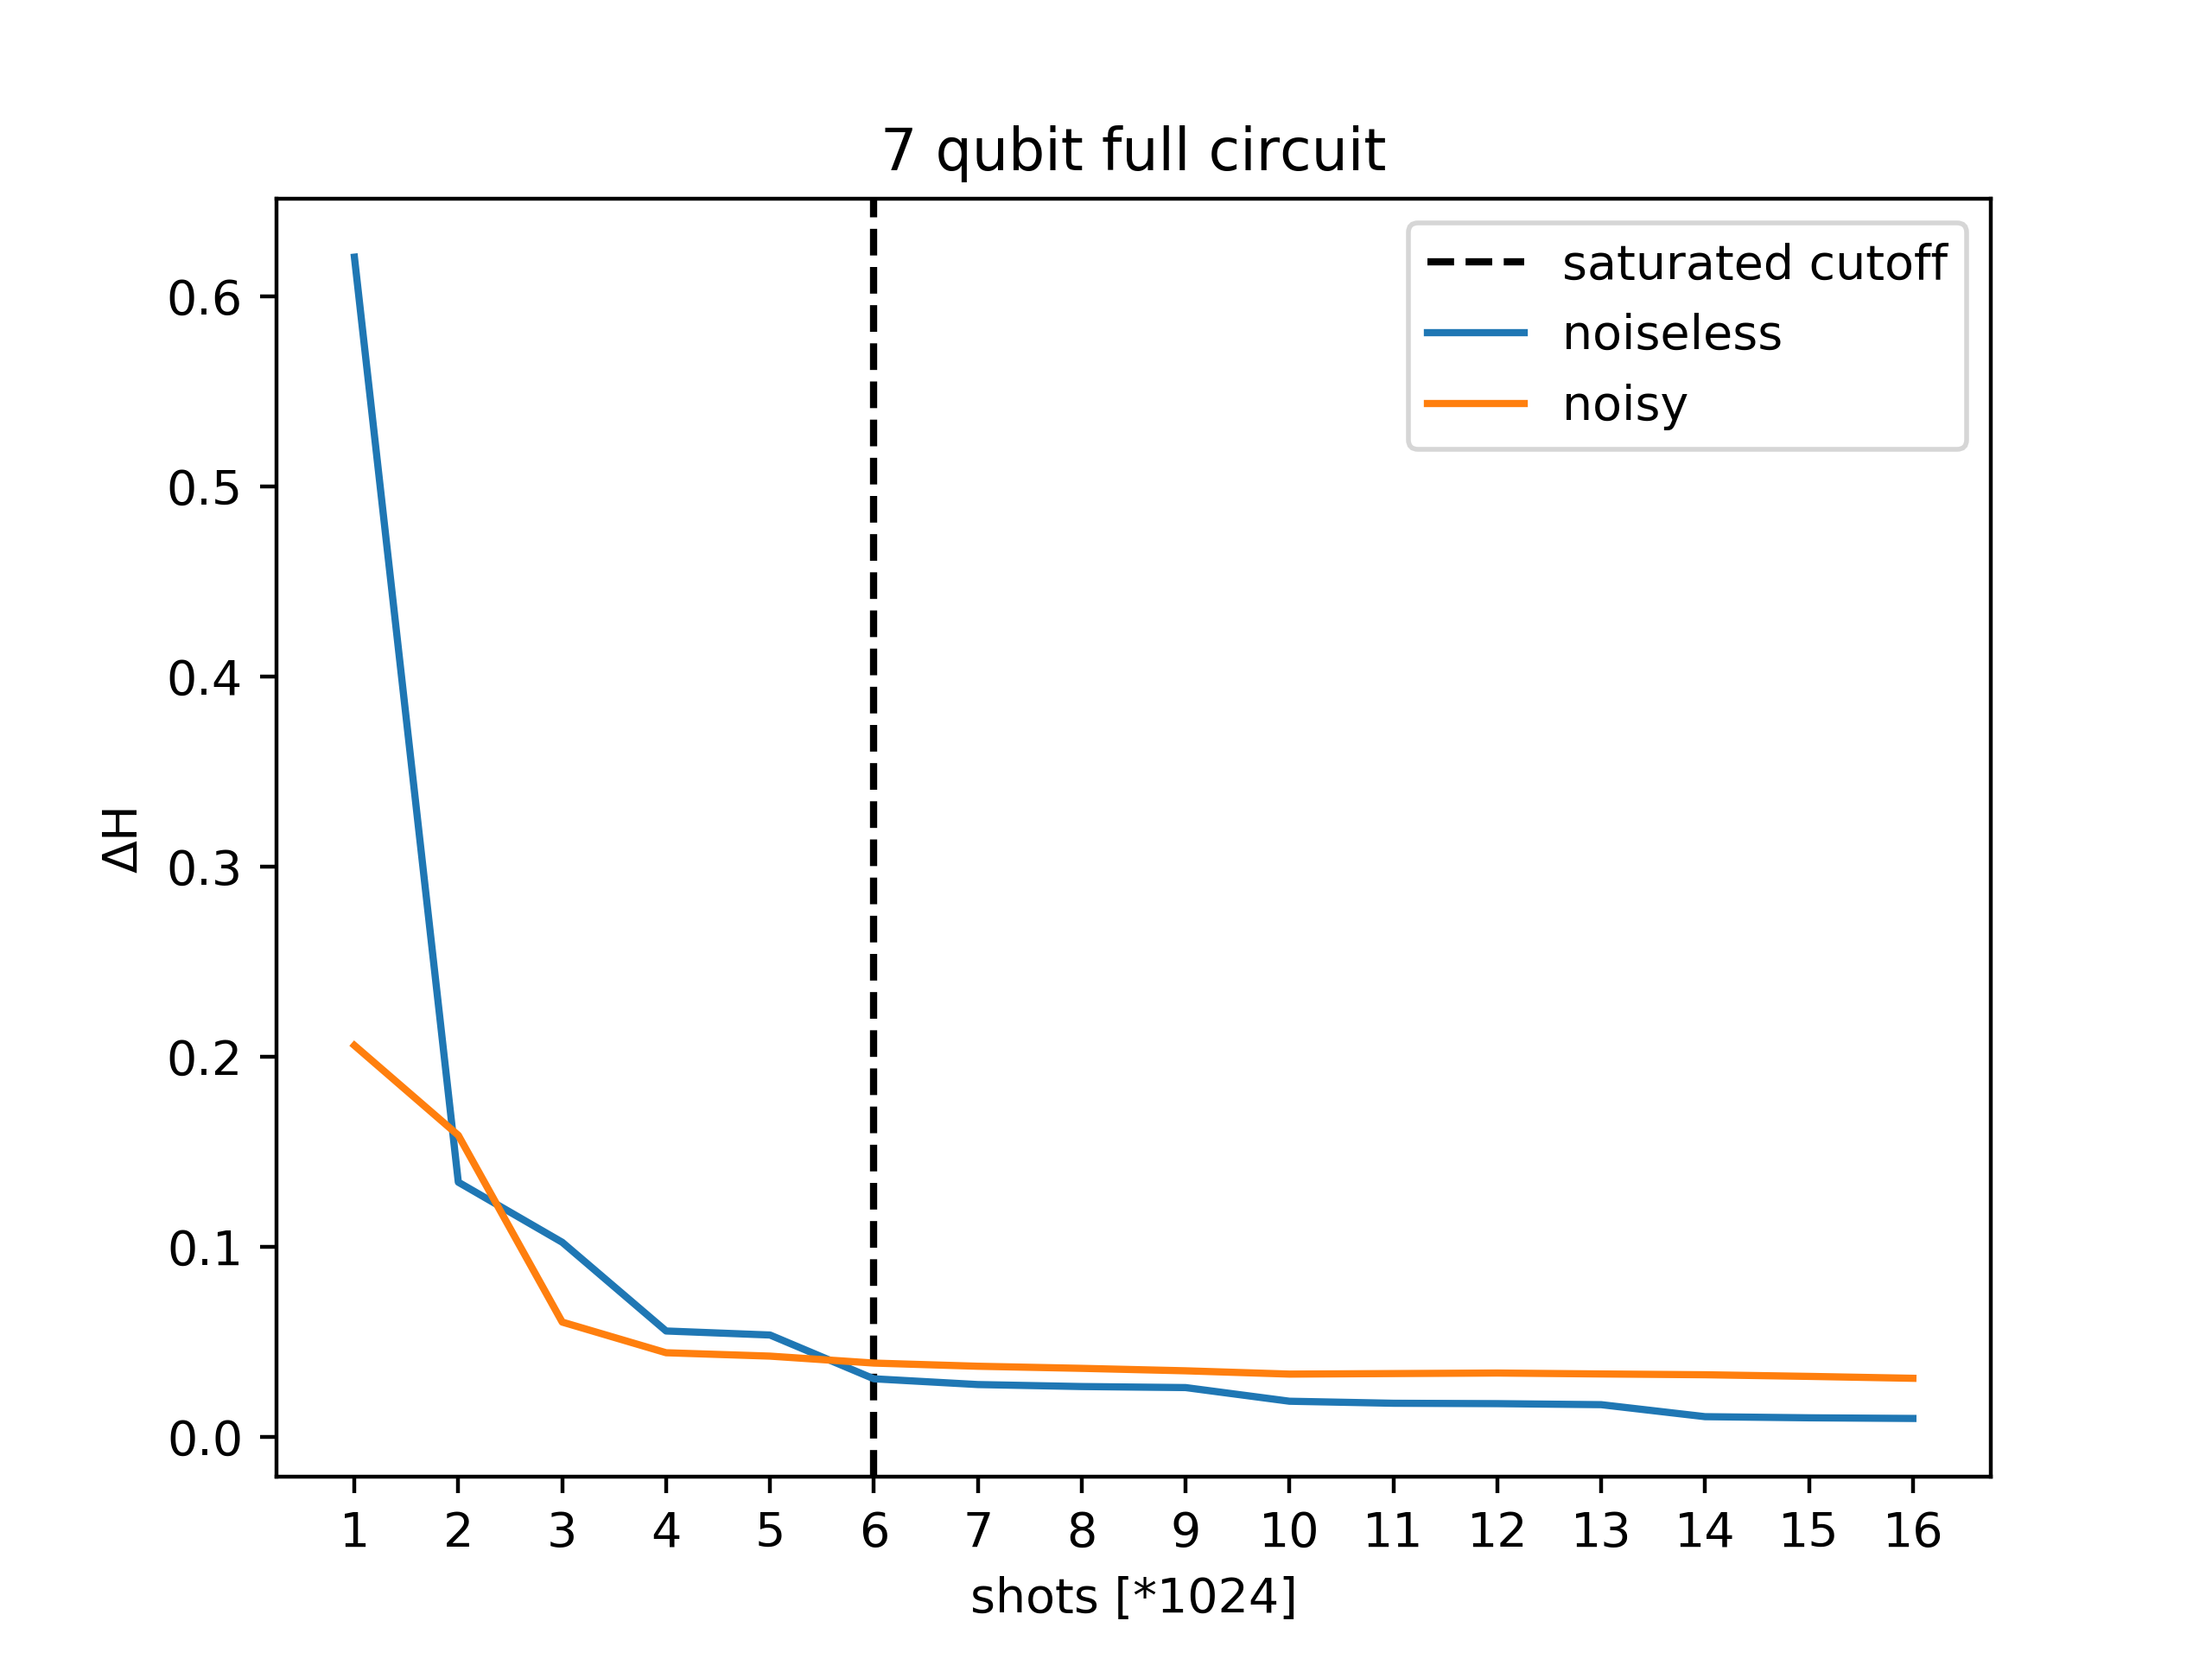 7 qubit full circuit
saturated cutoff
noiseless
noisy
0.6
0.5
0.4
0.3
0.2
0.1
0.0
ΔH
1 2 3 4 5 6 7 8 9 10 11 12 13 14 15 16
shots [*1024]